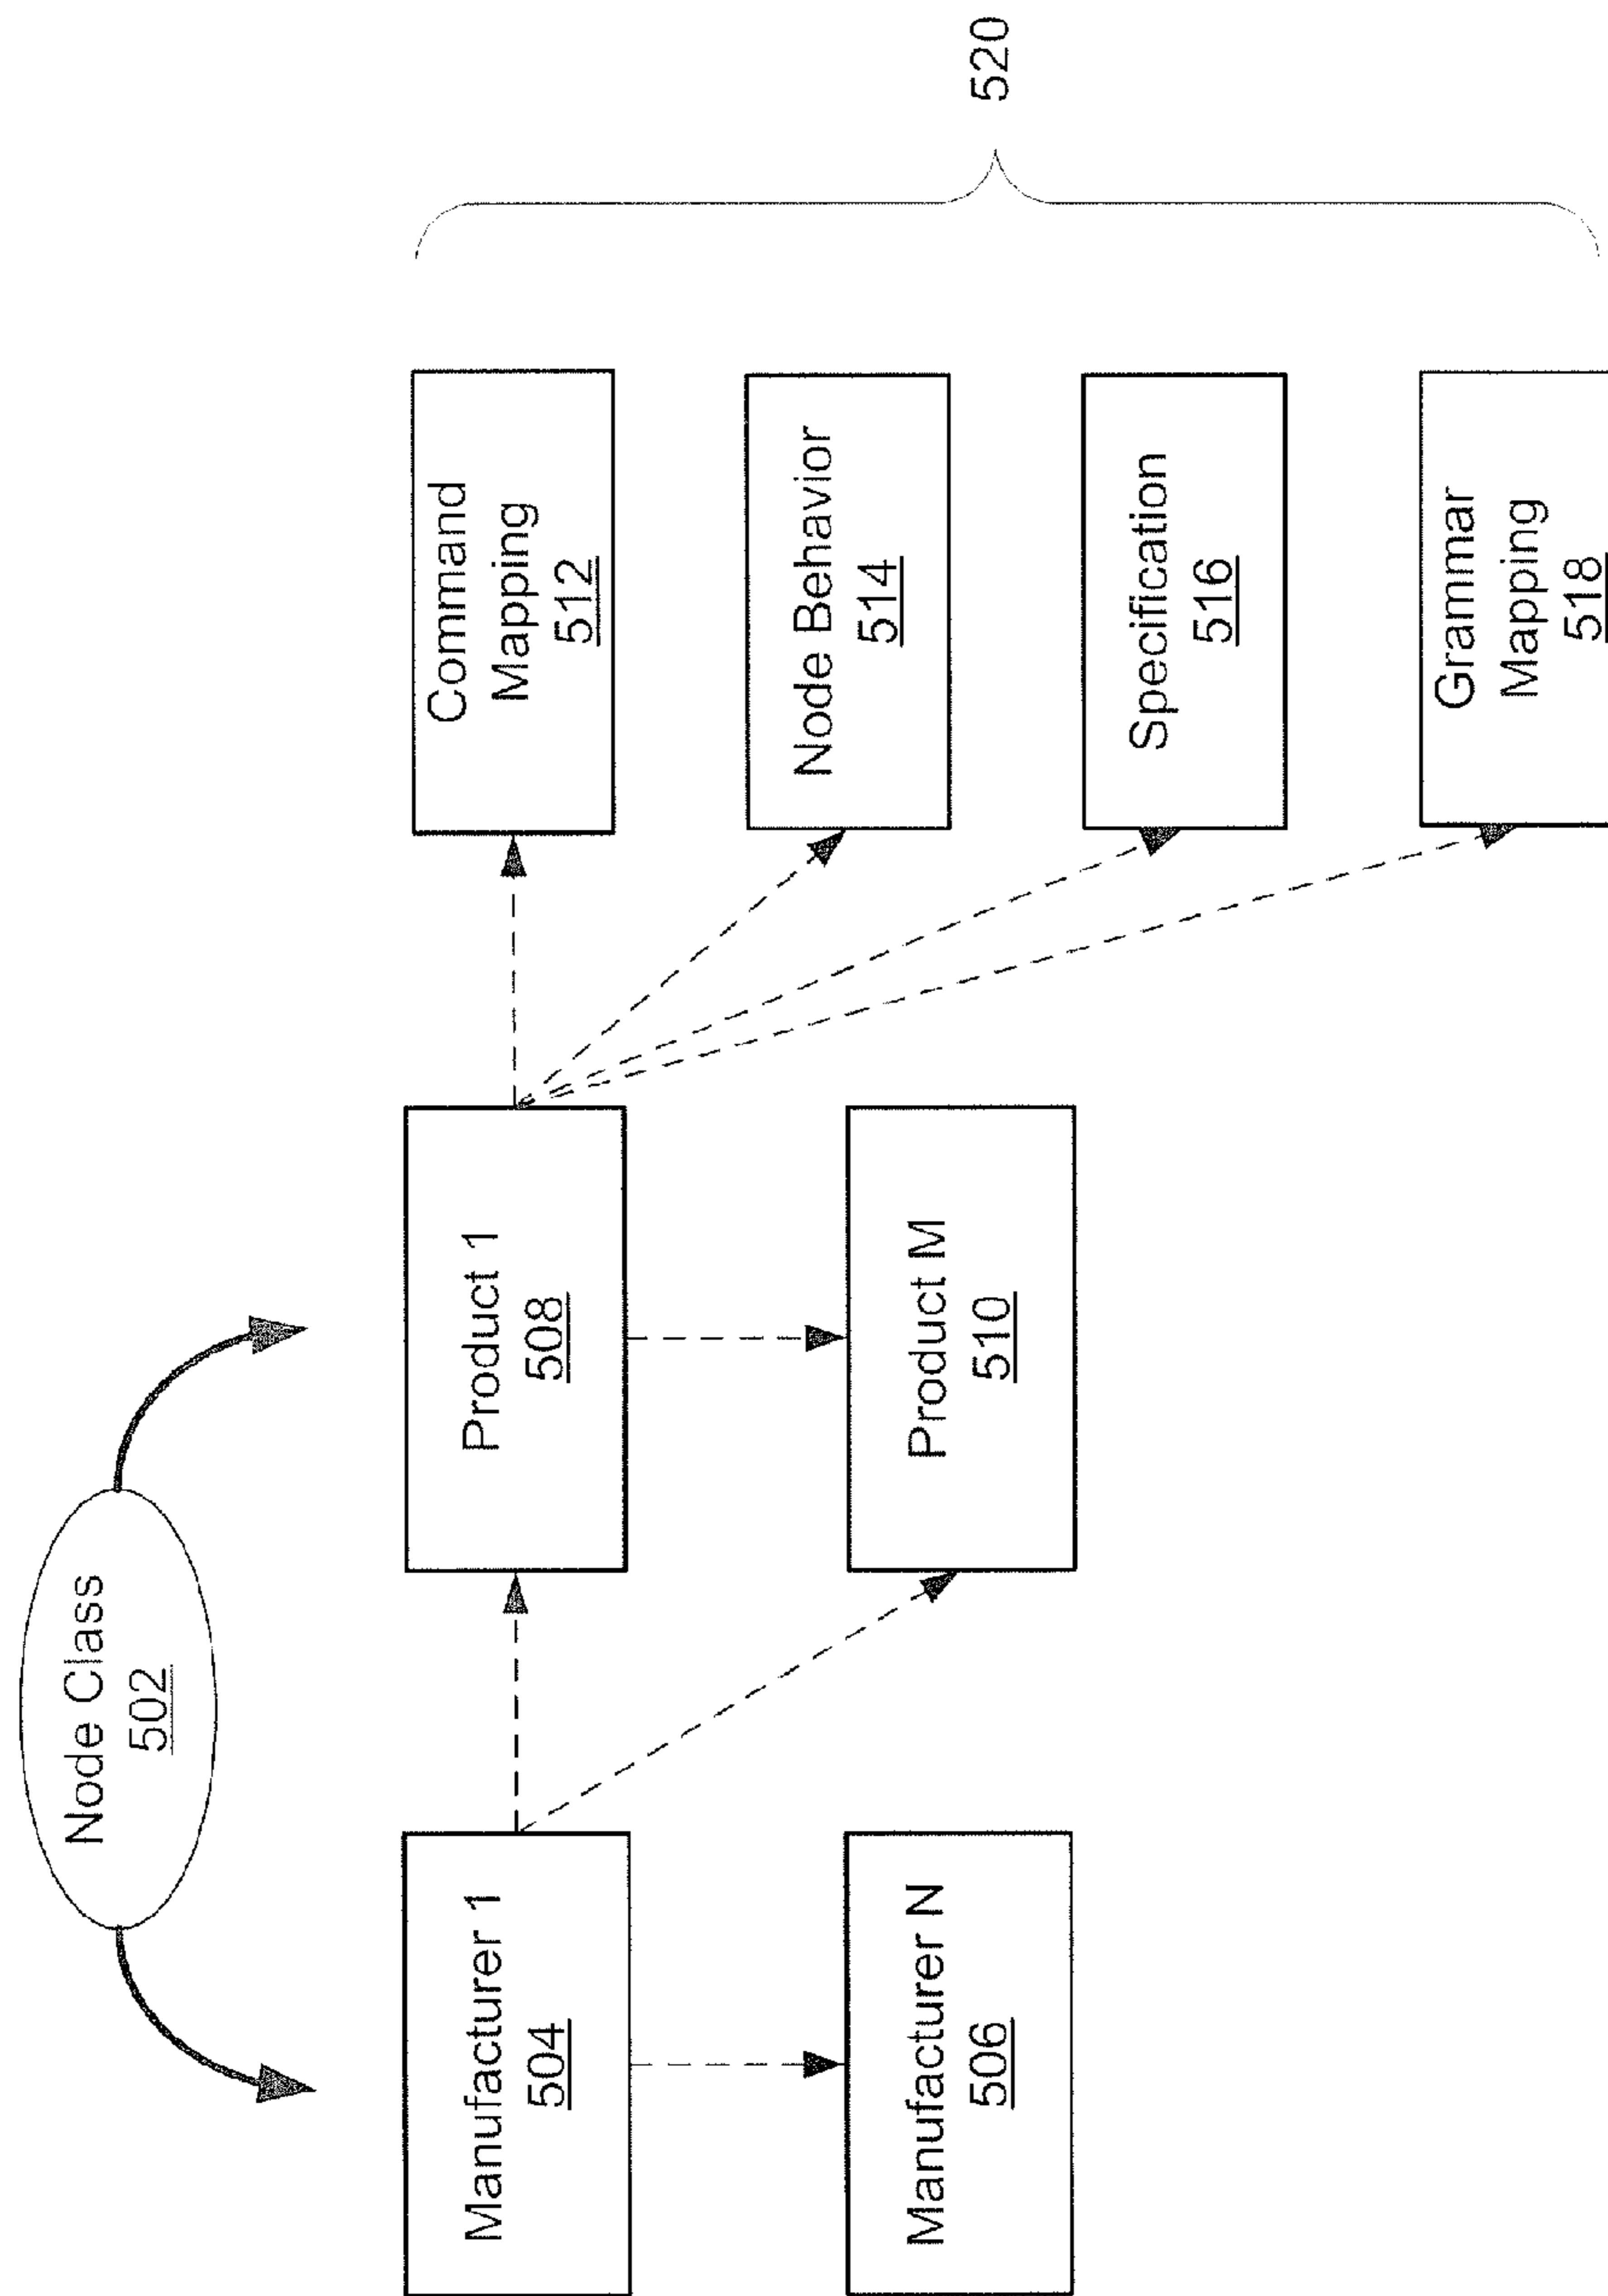 Node Class
502
Manufacturer 1
504
Product 1
508
Command
Mapping
512
Node Behavior
514
Manufacturer N
506
Product M
510
Specification
516
Grammar
Mapping
518
520